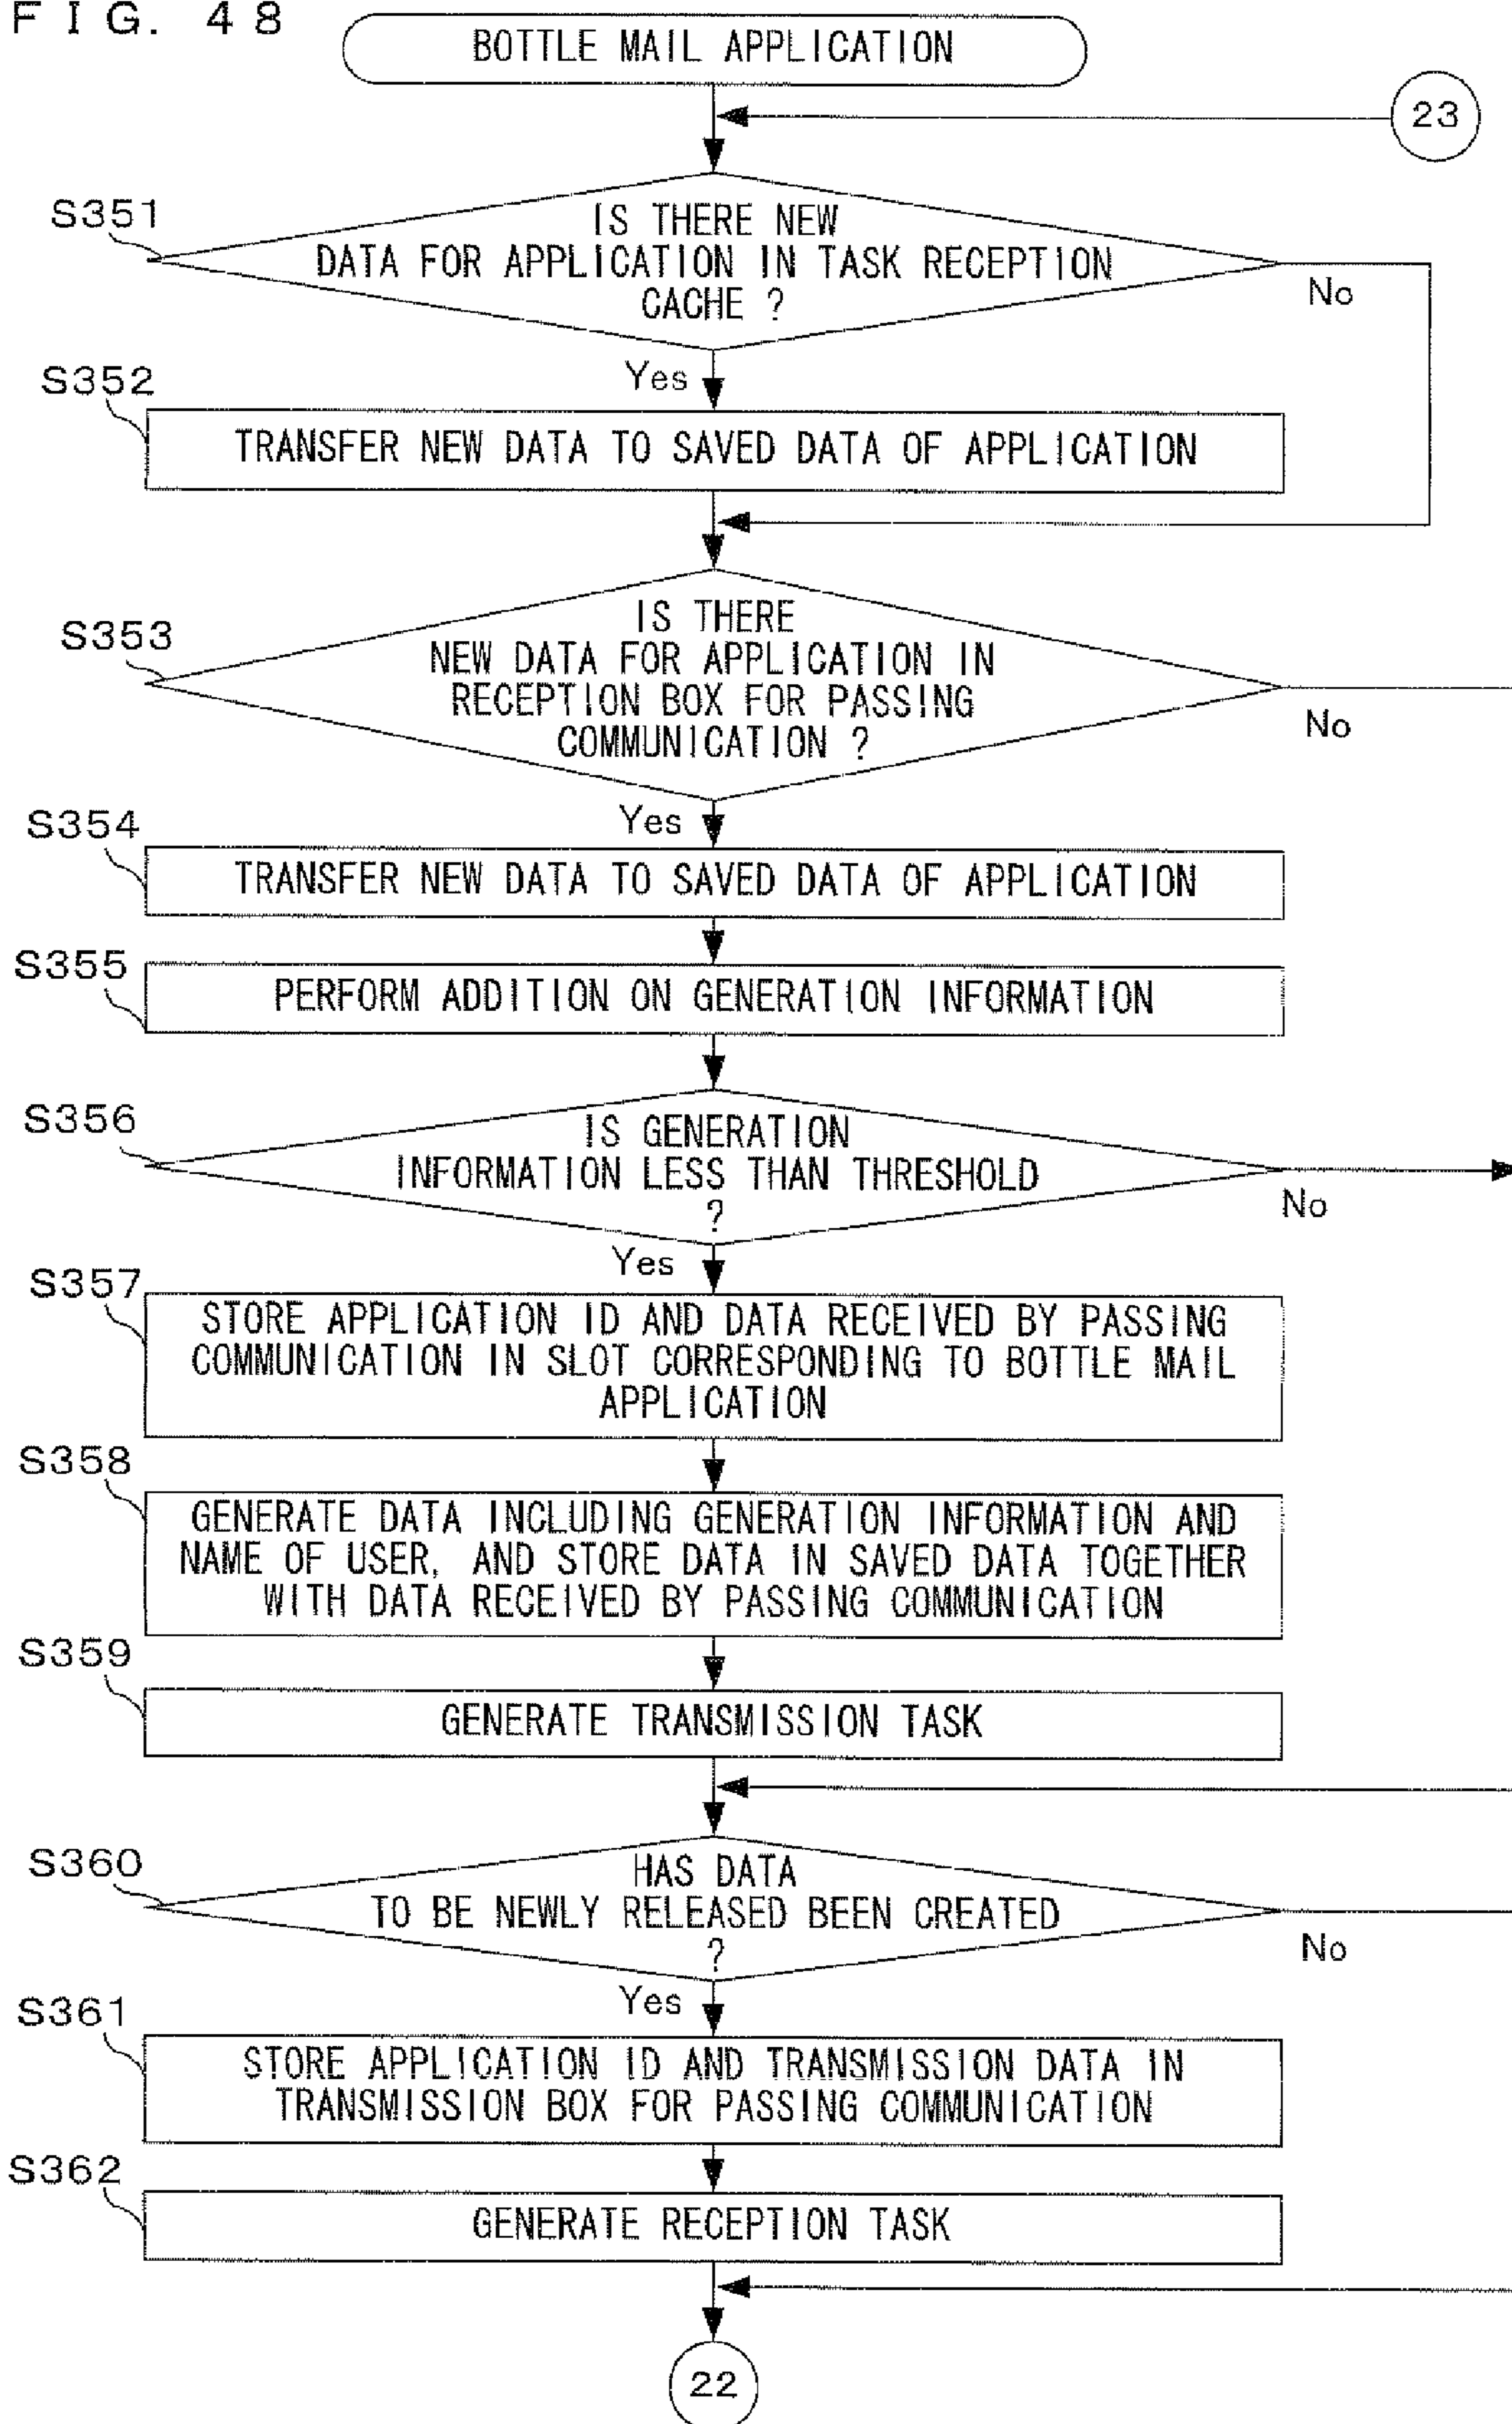 FIG. 48
BOTTLE MAIL APPLICATION
23
S351
IS THERE NEW
DATA FOR APPLICATION IN TASK RECEPTION
CACHE ?
No
Yes
S352
TRANSFER NEW DATA TO SAVED DATA OF APPLICATION
S353
IS THERE
NEW DATA FOR APPLICATION IN
RECEPTION BOX FOR PASSING
COMMUNICATION ?
No
Yes
S354
TRANSFER NEW DATA TO SAVED DATA OF APPLICATION
S355
PERFORM ADDITION ON GENERATION INFORMATION
S356
IS GENERATION
INFORMATION LESS THAN THRESHOLD
?
No
Yes
S357
STORE APPLICATION ID AND DATA RECEIVED BY PASSING
COMMUNICATION IN SLOT CORRESPONDING TO BOTTLE MAIL
APPLICATION
S358
GENERATE DATA INCLUDING GENERATION INFORMATION AND
NAME OF USER, AND STORE DATA IN SAVED DATA TOGETHER
WITH DATA RECEIVED BY PASSING COMMUNICATION
S359
GENERATE TRANSMISSION TASK
S360
HAS DATA
TO BE NEWLY RELEASED BEEN CREATED
?
No
Yes
S361
STORE APPLICATION ID AND TRANSMISSION DATA IN
TRANSMISSION BOX FOR PASSING COMMUNICATION
S362
GENERATE RECEPTION TASK
22